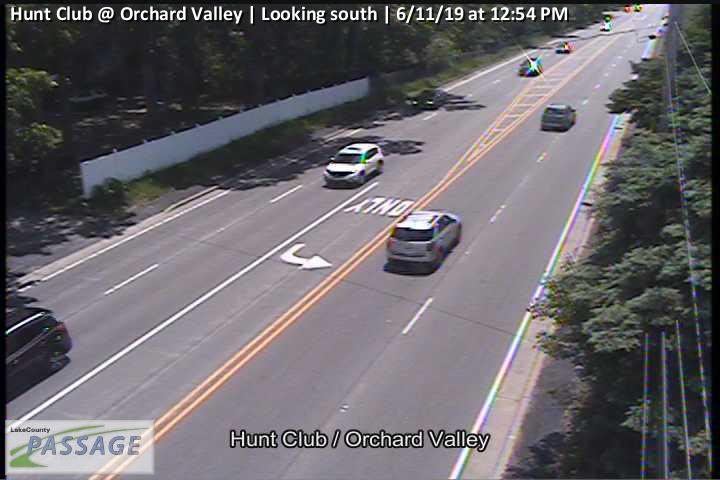 Hunt Club @ Orchard Valley | Looking south | 6/11/19 at 12:54 PM
ONLY
LakeCounty
PASSAGE
Hunt Club / Orchard Valley